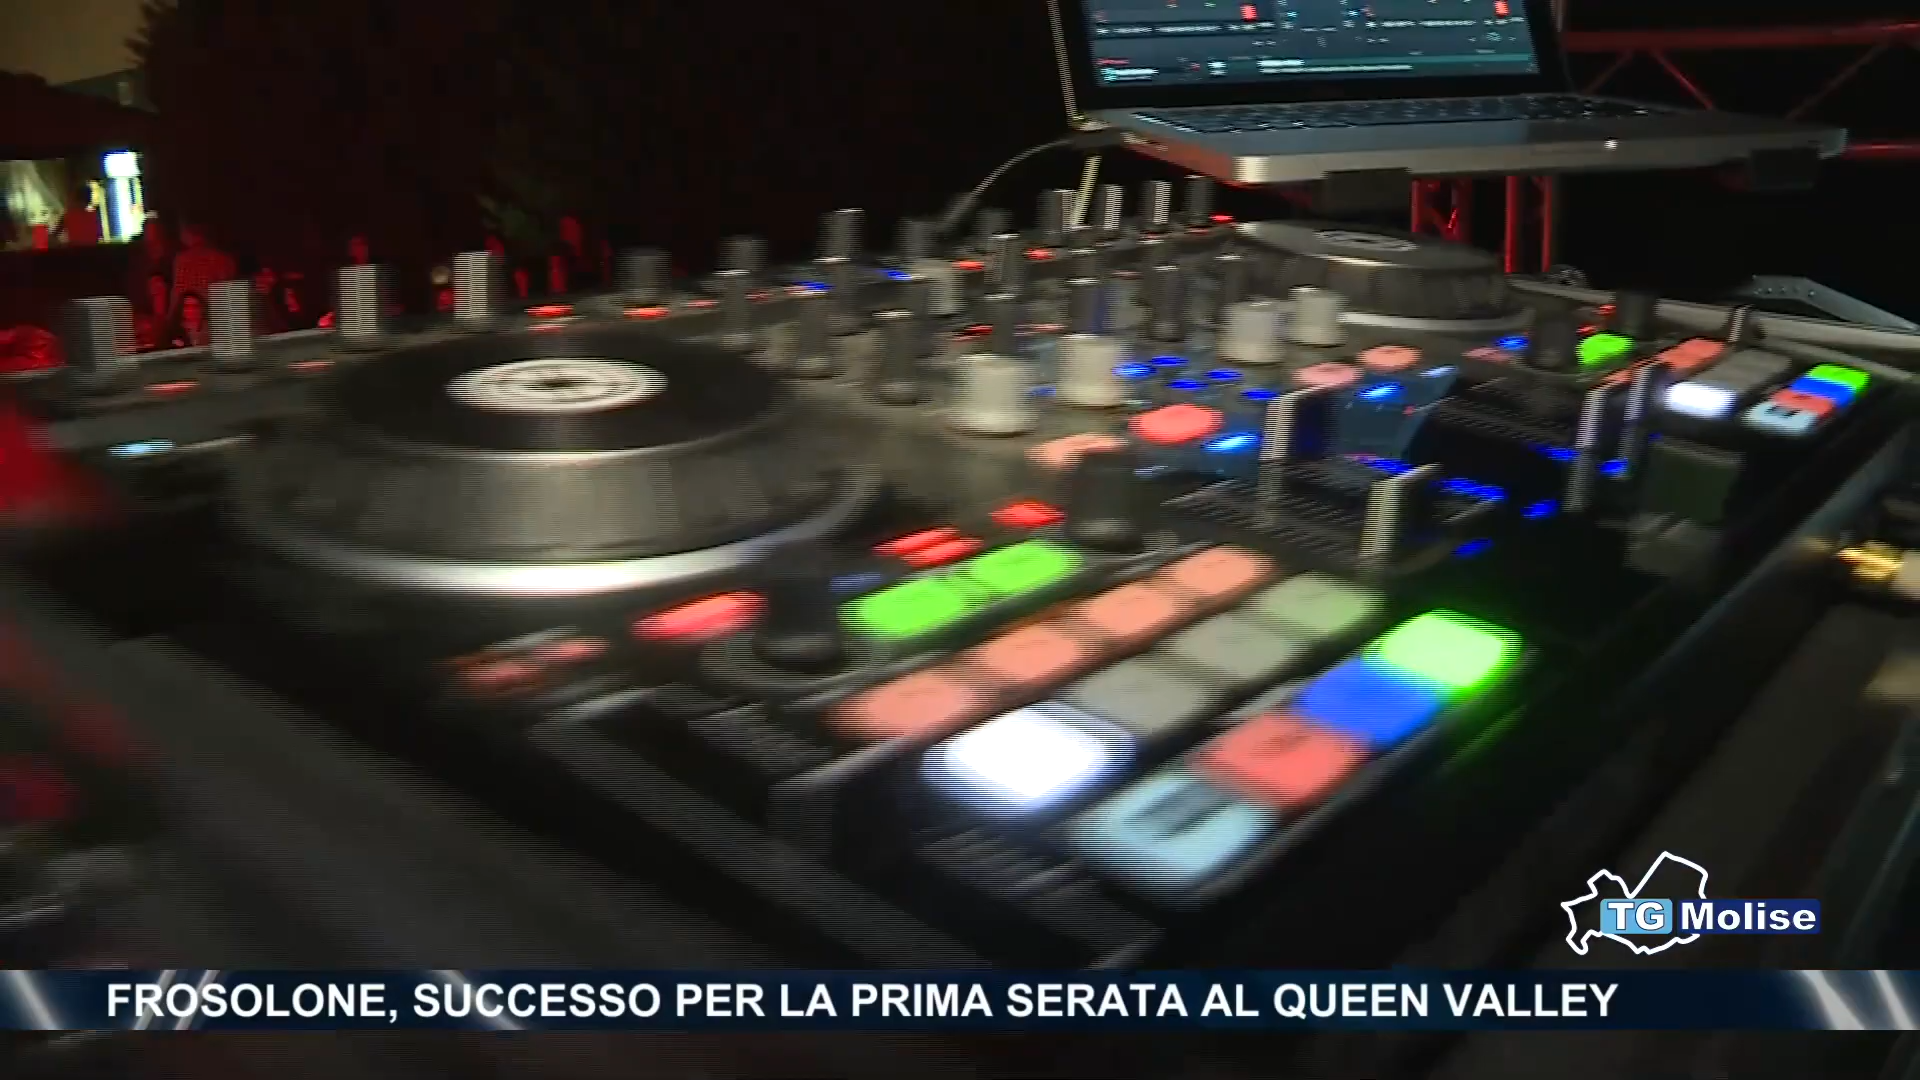 TG Molise
FROSOLONE, SUCCESSO PER LA PRIMA SERATA AL QUEEN VALLEY